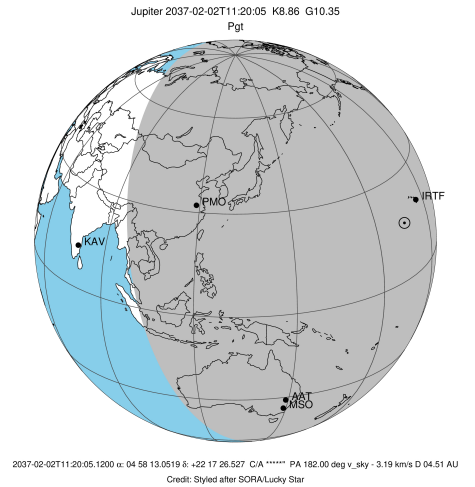 Jupiter 2037-02-02T11:20:05 K8.86 G10.35
Pgt
IRTF
PMO
KAV
AAT
MSO
2037-02-02T11:20:05.1200 α: 04 58 13.0519 δ: +22 17 26.527 C/A *****" PA 182.00 deg v_sky - 3.19 km/s D 04.51 AU
Credit: Styled after SORA/Lucky Star